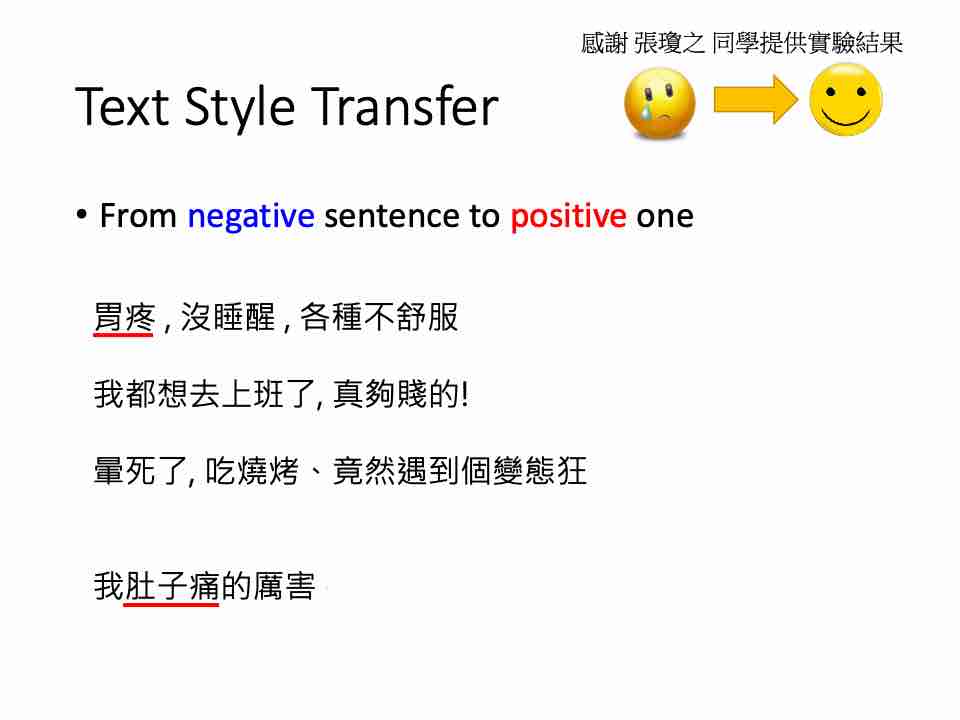 感謝 張瓊之 同學提供實驗結果
Text Style Transfer
• From negative sentence to positive one
胃疼 , 沒睡醒 , 各種不舒服
我都想去上班了, 真夠賤的!
暈死了, 吃燒烤、竟然遇到個變態狂
我肚子痛的厲害